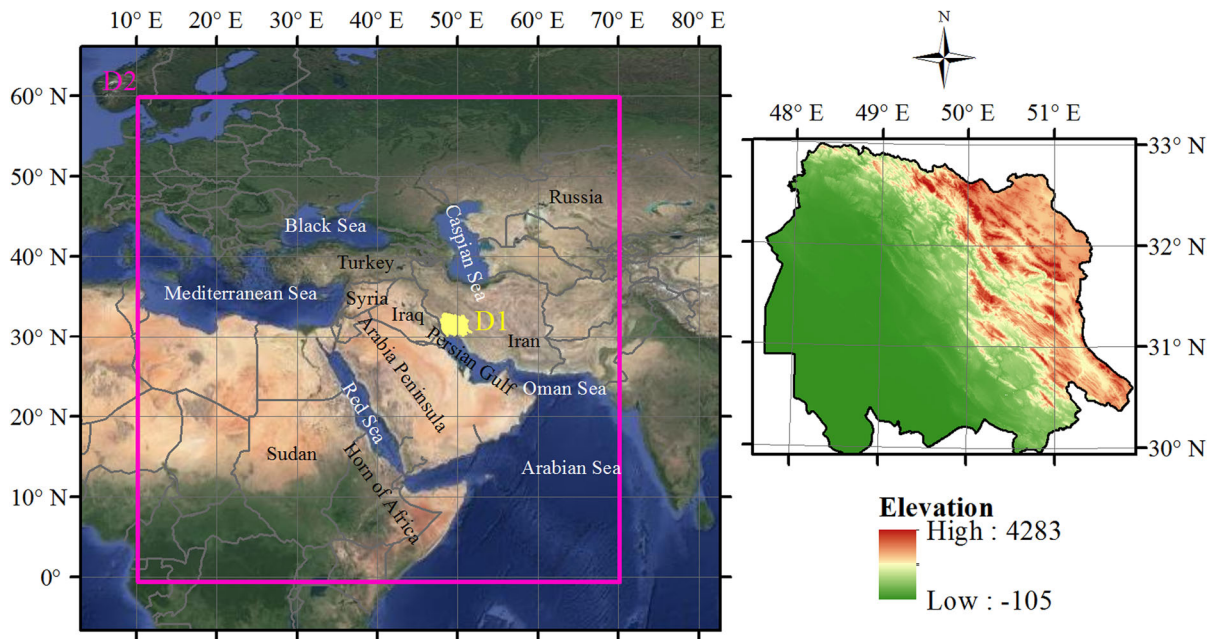 10° E 20° E 30° E 40° E 50° E 60° E 70° E 80° E
N
D2
60° N
50° N
40° N
30° N
20° N
10° N
0°
Russia
Black Sea
Caspian Sea
Turkey
Mediterranean Sea
Syria
Iraq
D1
Iran
Persian Gulf
Arabia Peninsula
Oman Sea
Red Sea
Sudan
Arabian Sea
Horn of Africa
48° E 49° E 50° E 51° E
33° N
32° N
31° N
30° N
Elevation
High : 4283
Low : -105